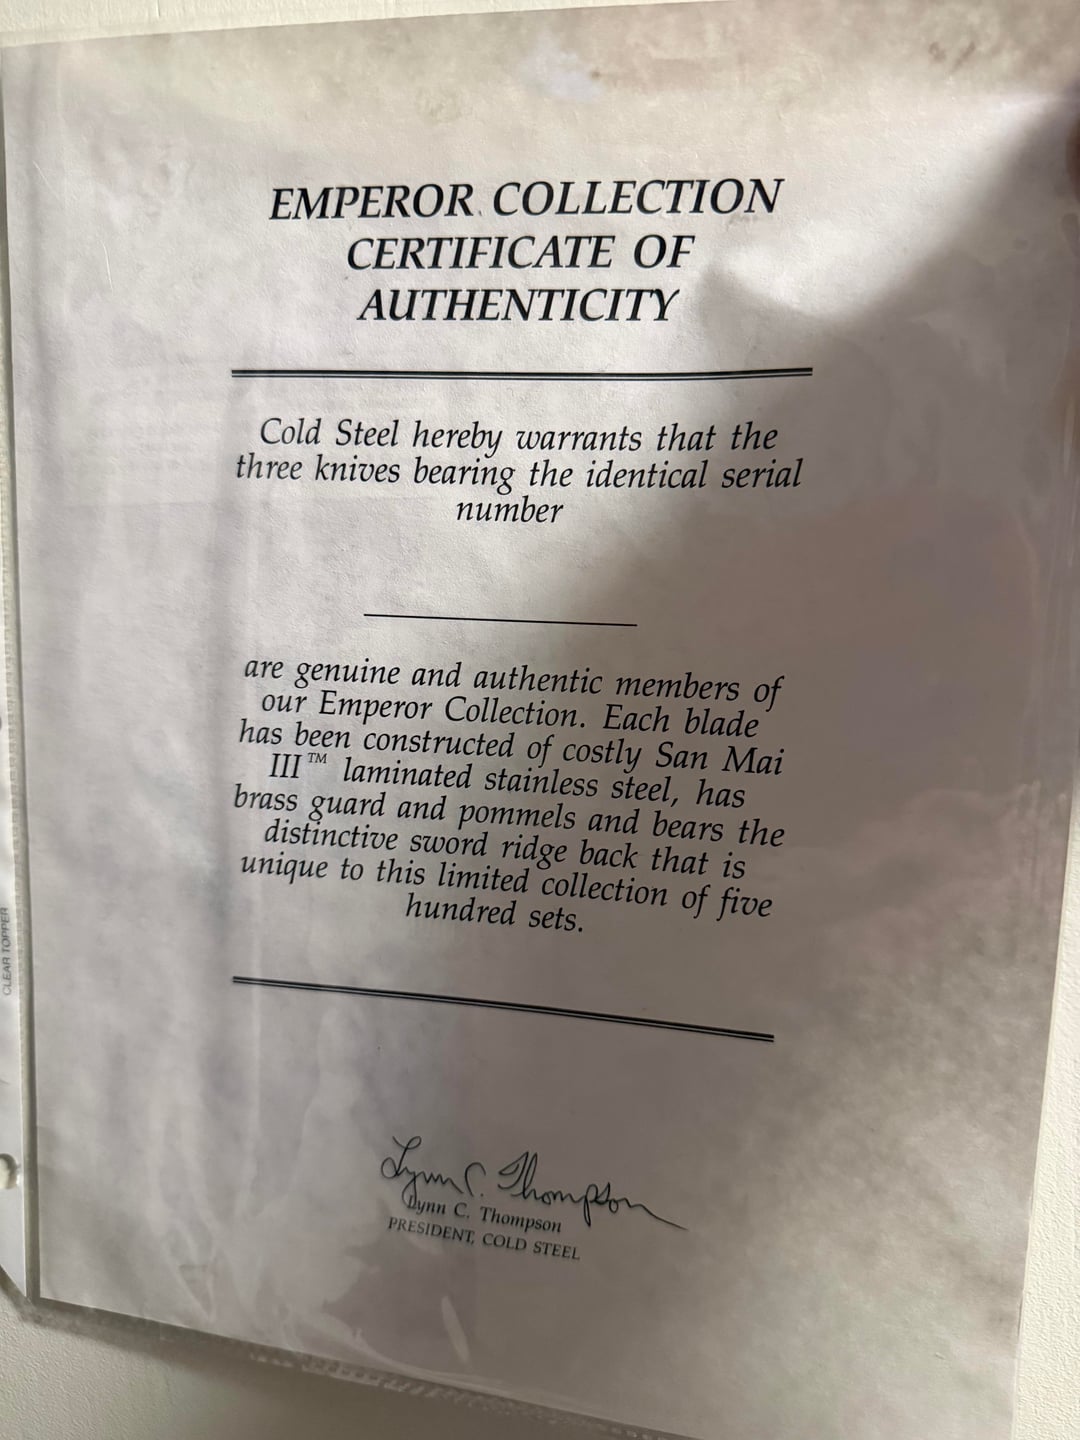 EMPEROR COLLECTION
CERTIFICATE OF
AUTHENTICITY
Cold Steel hereby warrants that the
three knives bearing the identical serial
number
are genuine and authentic members of
our Emperor Collection. Each blade
has been constructed of costly San Mai
III™ laminated stainless steel, has
brass guard and pommels and bears the
distinctive sword ridge back that is
unique to this limited collection of five
hundred sets.
Lynn C. Thompson
Lynn C. Thompson
PRESIDENT, COLD STEEL
CLEAR TOPPER